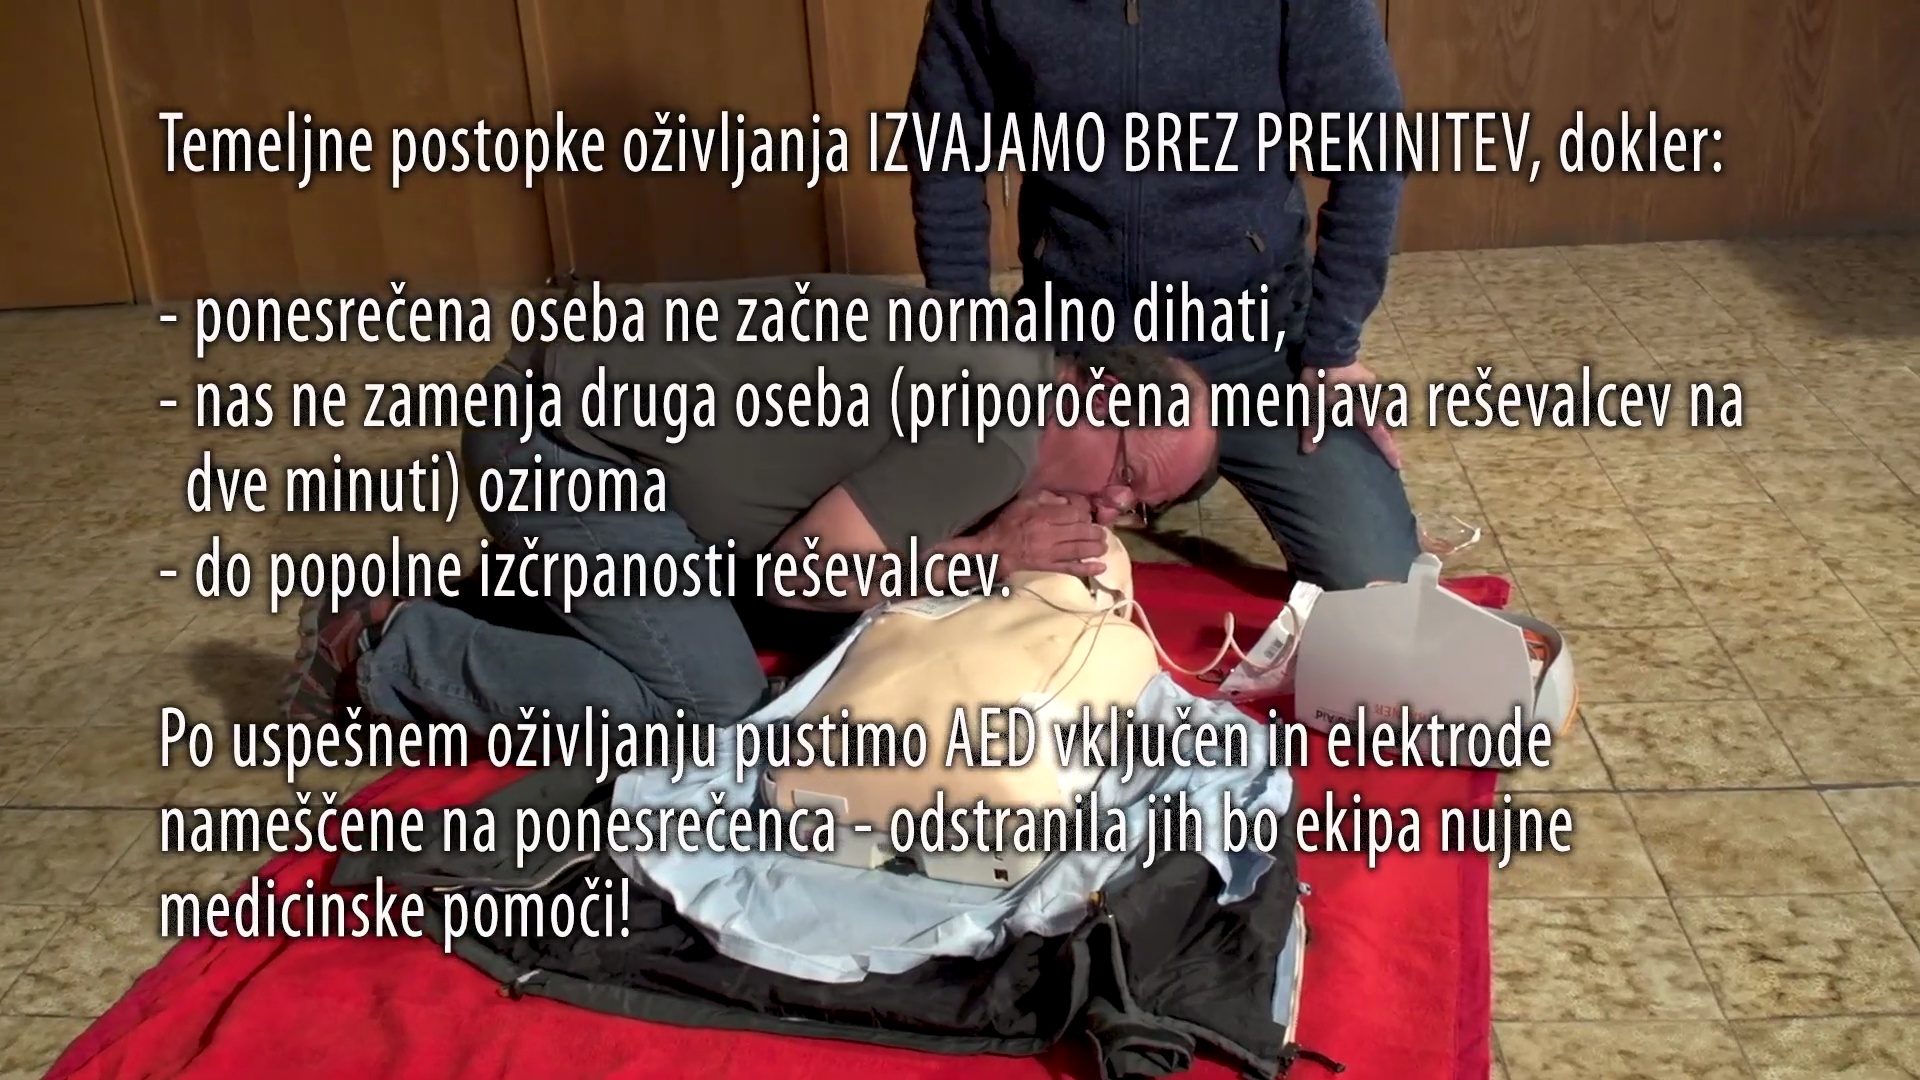 Temeljne postopke oživljanja IZVAJAMO BREZ PREKINITEV, dokler:
- ponesrečena oseba ne začne normalno dihati,
- nas ne zamenja druga oseba (priporočena menjava reševalcev na
dve minuti) oziroma
- do popolne izčrpanosti reševalcev.
Po uspešnem oživljanju pustimo AED vključen in elektrode
nameščene na ponesrečenca - odstranila jih bo ekipa nujne
medicinske pomoči!